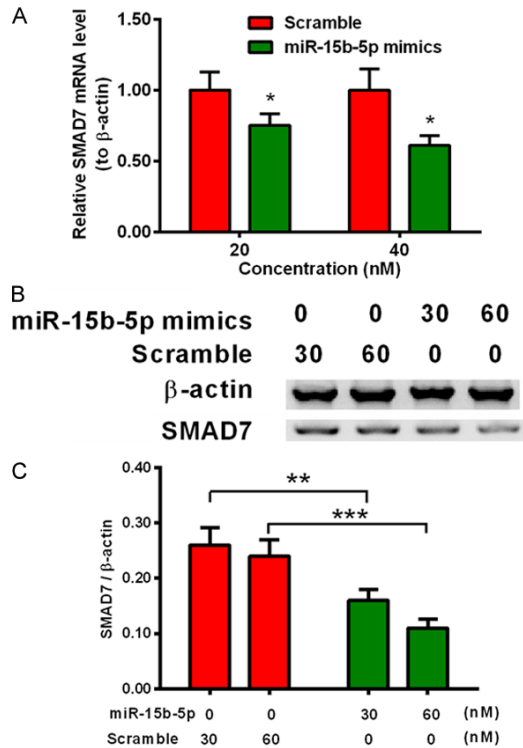 A
Scramble
miR-15b-5p mimics
Relative SMAD7 mRNA level
(to β-actin)
1.50
1.00
0.50
0.00
*
*
20 40
Concentration (nM)
B
miR-15b-5p mimics 0 0 30 60
Scramble 30 60 0 0
β-actin
SMAD7
C
SMAD7 / β-actin
0.40
0.30
0.20
0.10
0.00
**
***
miR-15b-5p 0 0 30 60 (nM)
Scramble 30 60 0 0 (nM)